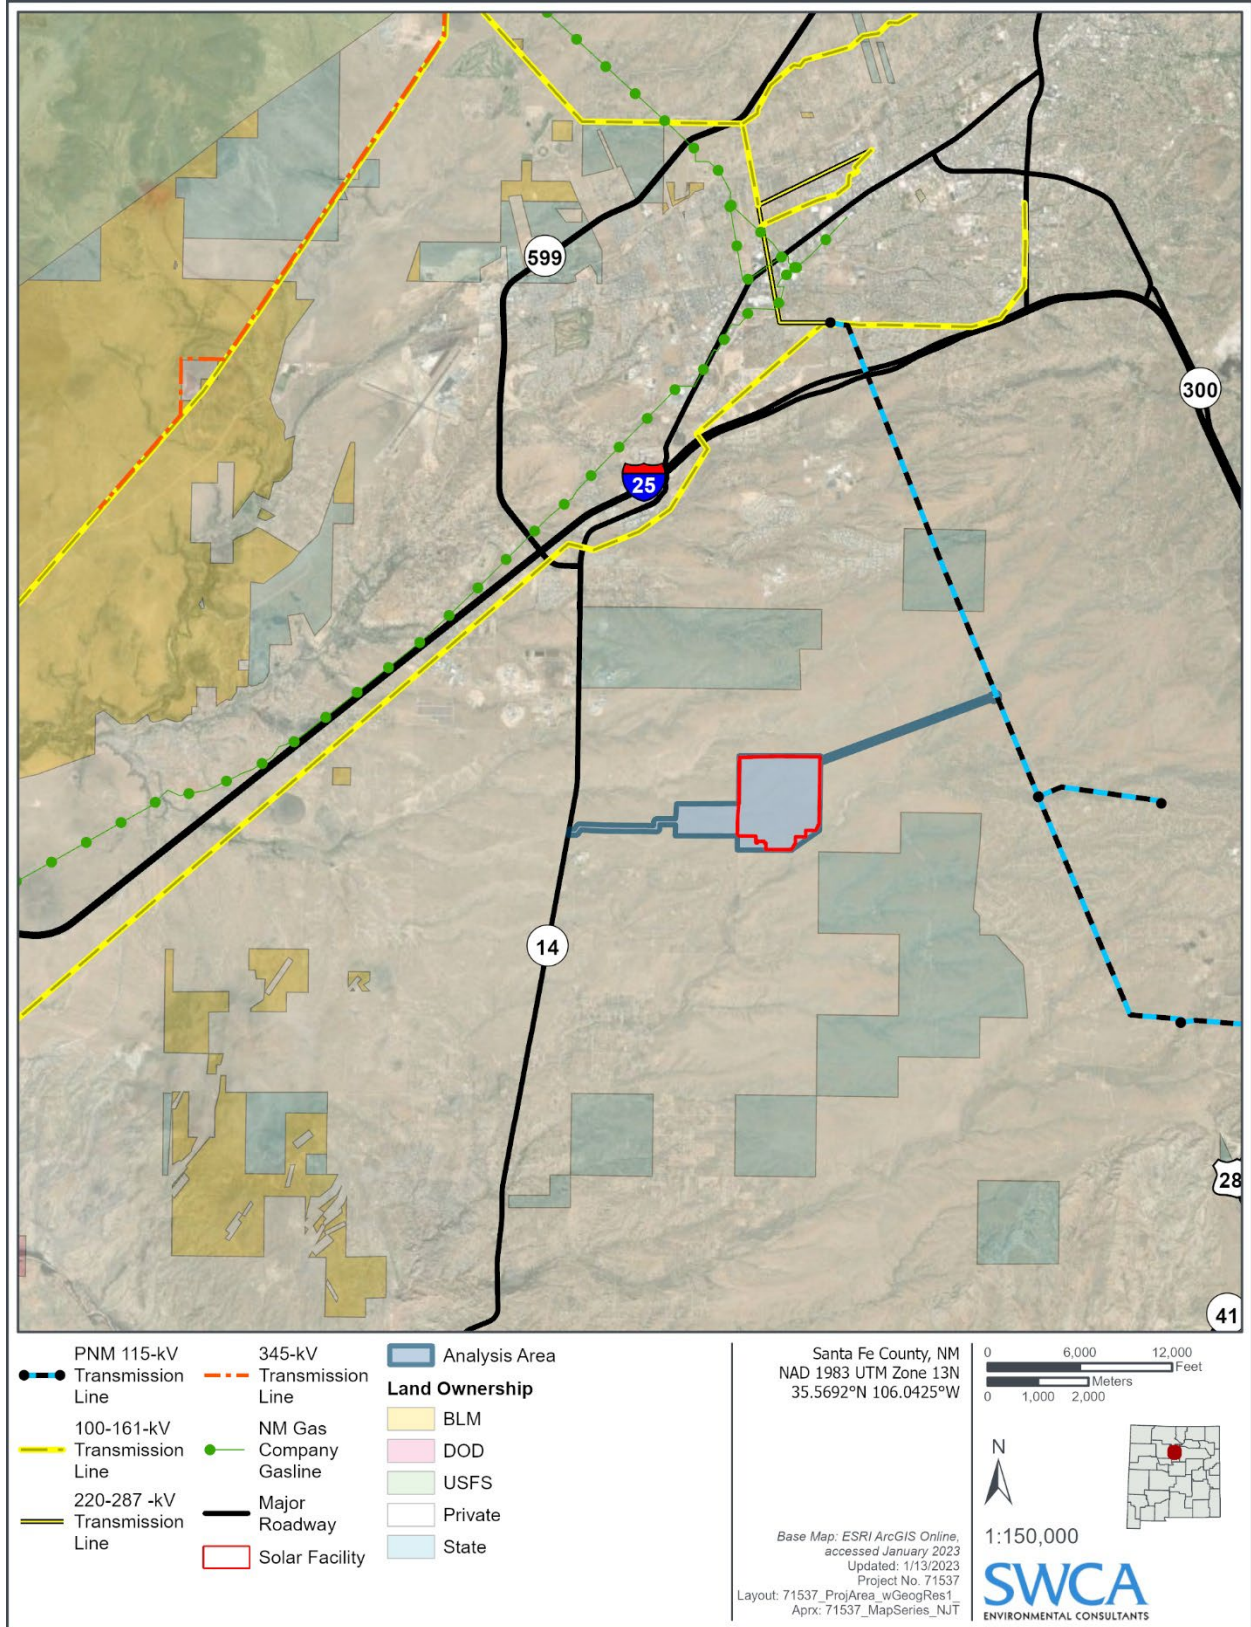 599
300
25
14
28
41
PNM 115-kV
Transmission
Line
100-161-kV
Transmission
Line
220-287 -kV
Transmission
Line
345-kV
Transmission
Line
NM Gas
Company
Gasline
Major
Roadway
Solar Facility
Analysis Area
Land Ownership
BLM
DOD
USFS
Private
State
Santa Fe County, NM
NAD 1983 UTM Zone 13N
35.5692°N 106.0425°W
Base Map: ESRI ArcGIS Online,
accessed January 2023
Updated: 1/13/2023
Project No. 71537
Layout: 71537_ProjArea_wGeogRes1_
Aprx: 71537_MapSeries_NJT
0 6,000 12,000
Feet
Meters
0 1,000 2,000
N
1:150,000
SWCA
ENVIRONMENTAL CONSULTANTS